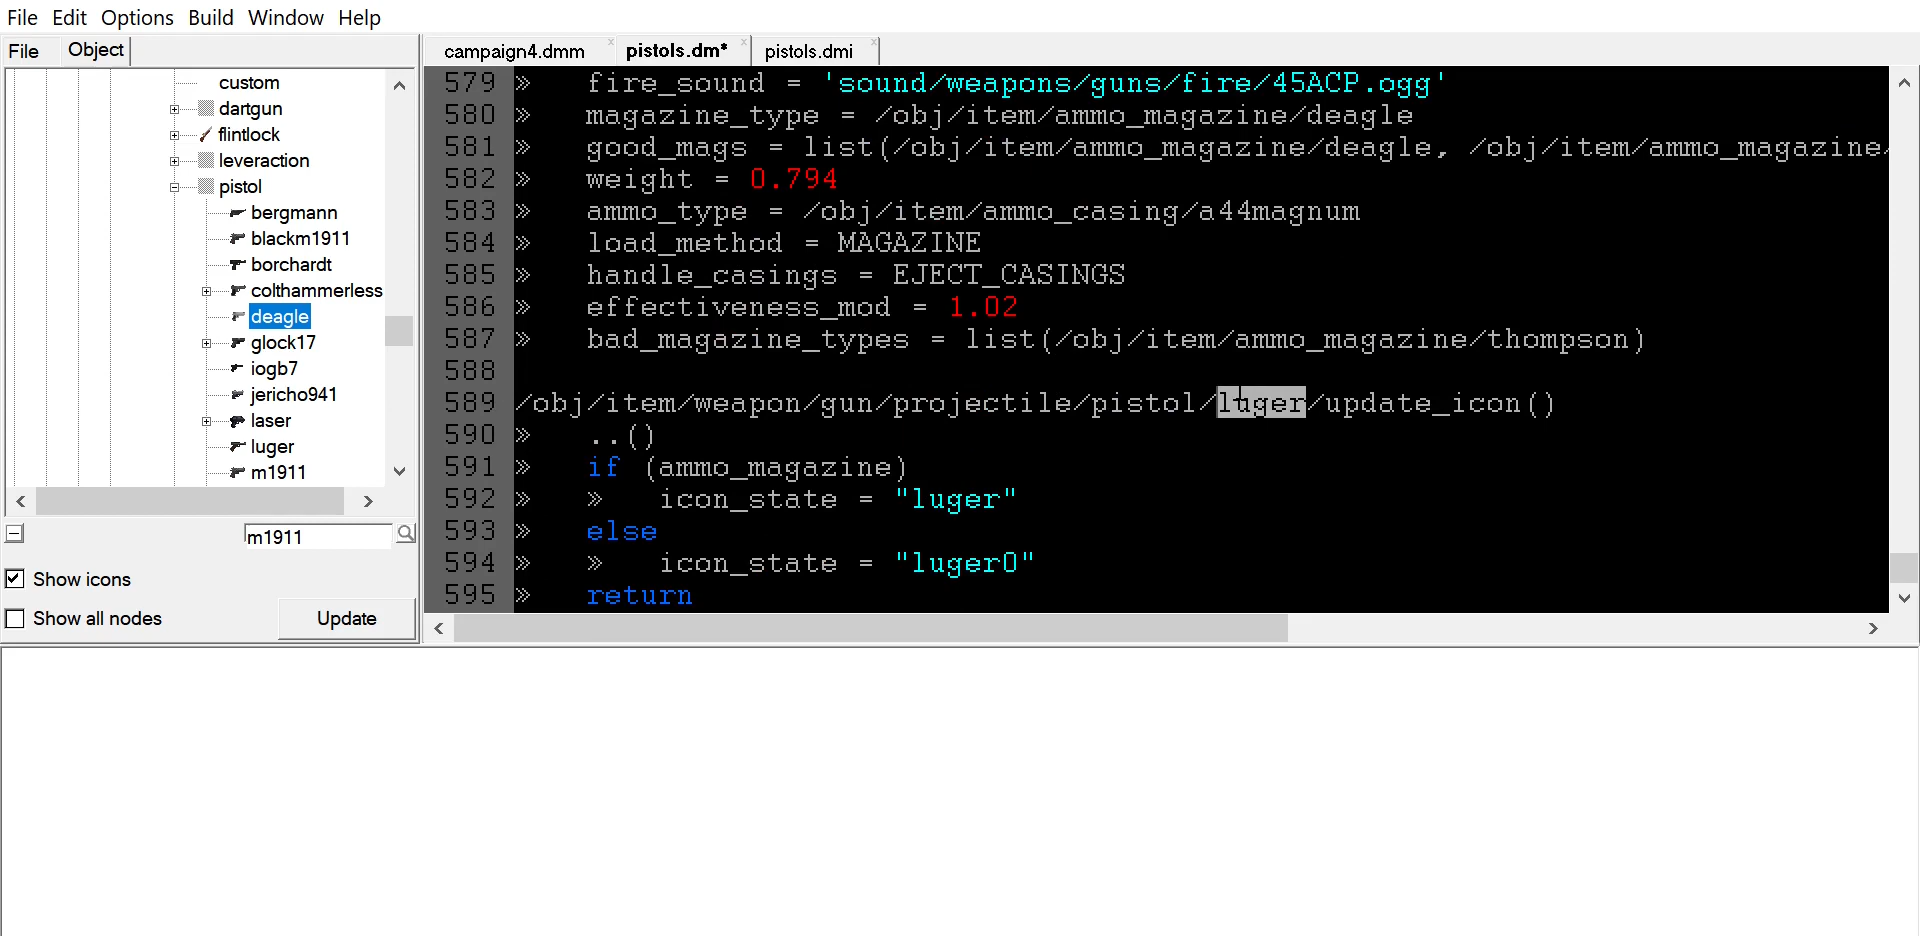 File Edit Options Build Window Help
File Object
custom
dartgun
flintlock
leveraction
pistol
bergmann
blackm1911
borchardt
colthammerless
deagle
glock17
iogb7
jericho941
laser
luger
m1911
m1911
Show icons
Show all nodes
Update
campaign4.dmm pistols.dm* pistols.dmi
579 » fire_sound = 'sound/weapons/guns/fire/45ACP.ogg'
580 » magazine_type = /obj/item/ammo_magazine/deagle
581 » good_mags = list(/obj/item/ammo_magazine/deagle, /obj/item/ammo_magazine/
582 » weight = 0.794
583 » ammo_type = /obj/item/ammo_casing/a44magnum
584 » load_method = MAGAZINE
585 » handle_casings = EJECT_CASINGS
586 » effectiveness_mod = 1.02
587 » bad_magazine_types = list(/obj/item/ammo_magazine/thompson)
588
589 /obj/item/weapon/gun/projectile/pistol/luger/update_icon()
590 » ..()
591 » if (ammo_magazine)
592 » » icon_state = "luger"
593 » else
594 » » icon_state = "luger0"
595 » return